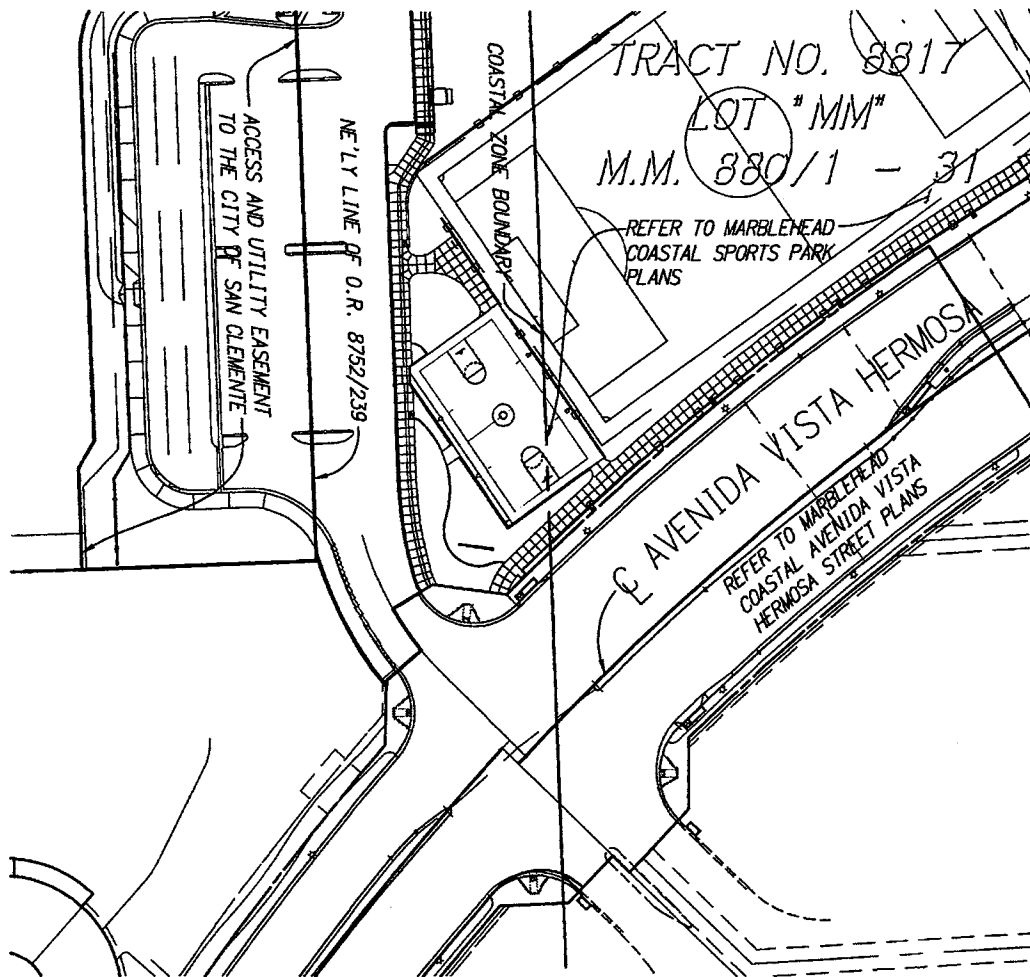 TRACT NO. 8817
LOT "MM"
M.M. 880/1 - 31
REFER TO MARBLEHEAD
COASTAL SPORTS PARK
PLANS
COASTAL ZONE BOUNDARY
NE'LY LINE OF O.R. 8752/239
ACCESS AND UTILITY EASEMENT
TO THE CITY OF SAN CLEMENTE
℄ AVENIDA VISTA HERMOSA
REFER TO MARBLEHEAD
COASTAL AVENIDA VISTA
HERMOSA STREET PLANS